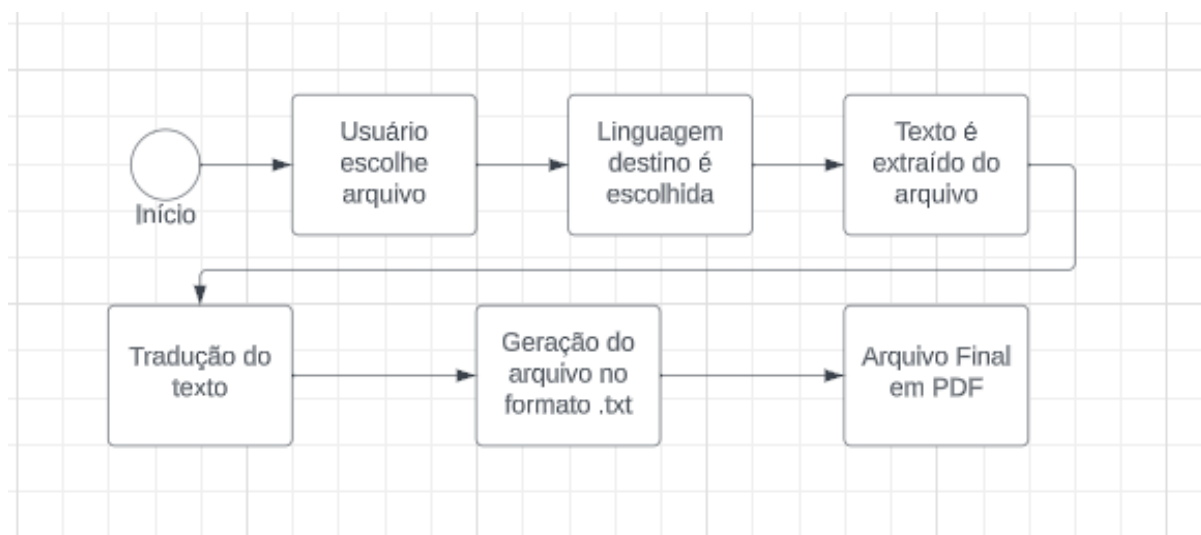 Usuário
escolhe
arquivo
Linguagem
destino é
escolhida
Texto é
extraído do
arquivo
Início
Tradução do
texto
Geração do
arquivo no
formato .txt
Arquivo Final
em PDF